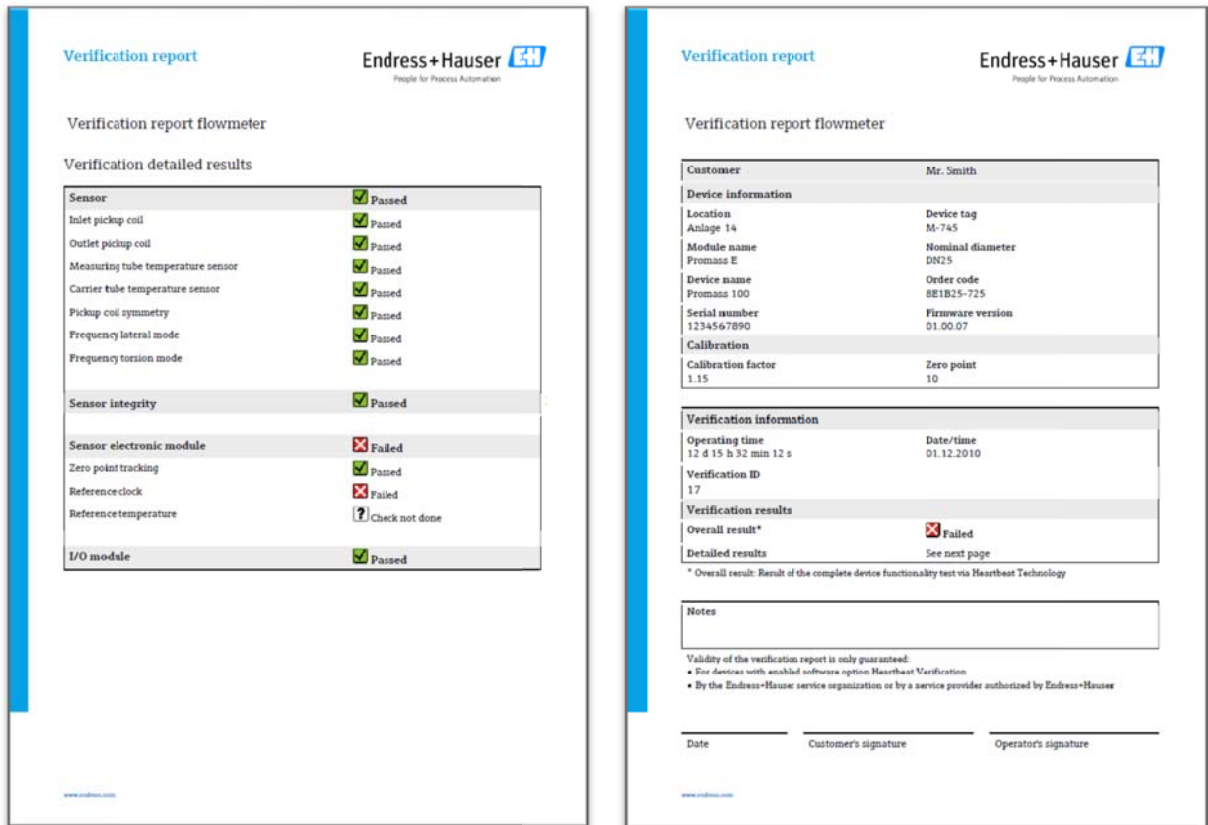 Verification report
Endress+Hauser EH
People for Process Automation
Verification report flowmeter
Verification detailed results
Sensor Passed
Inlet pickup coil Passed
Outlet pickup coil Passed
Measuring tube temperature sensor Passed
Carrier tube temperature sensor Passed
Pickup coil symmetry Passed
Frequency lateral mode Passed
Frequency torsion mode Passed
Sensor integrity Passed
Sensor electronic module Failed
Zero point tracking Passed
Reference clock Failed
Reference temperature ? Check not done
I/O module Passed
www.endress.com
Verification report
Endress+Hauser EH
People for Process Automation
Verification report flowmeter
Customer Mr. Smith
Device information
Location Device tag
Anlage 14 M-745
Module name Nominal diameter
Promass E DN25
Device name Order code
Promass 100 8E1B25-725
Serial number Firmware version
1234567890 01.00.07
Calibration
Calibration factor Zero point
1.15 10
Verification information
Operating time Date/time
12 d 15 h 32 min 12 s 01.12.2010
Verification ID
17
Verification results
Overall result* Failed
Detailed results See next page
* Overall result: Result of the complete device functionality test via Heartbeat Technology
Notes
Validity of the verification report is only guaranteed:
• For devices with enabled software option Heartbeat Verification
• By the Endress+Hauser service organization or by a service provider authorized by Endress+Hauser
Date Customer's signature Operator's signature
www.endress.com